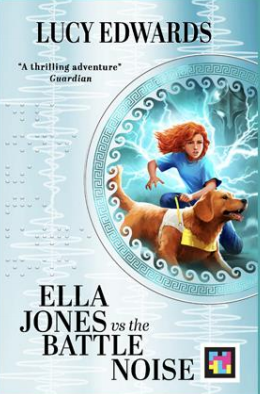 LUCY EDWARDS
"A thrilling adventure"
Guardian
ELLA
JONES vs the
BATTLE
NOISE